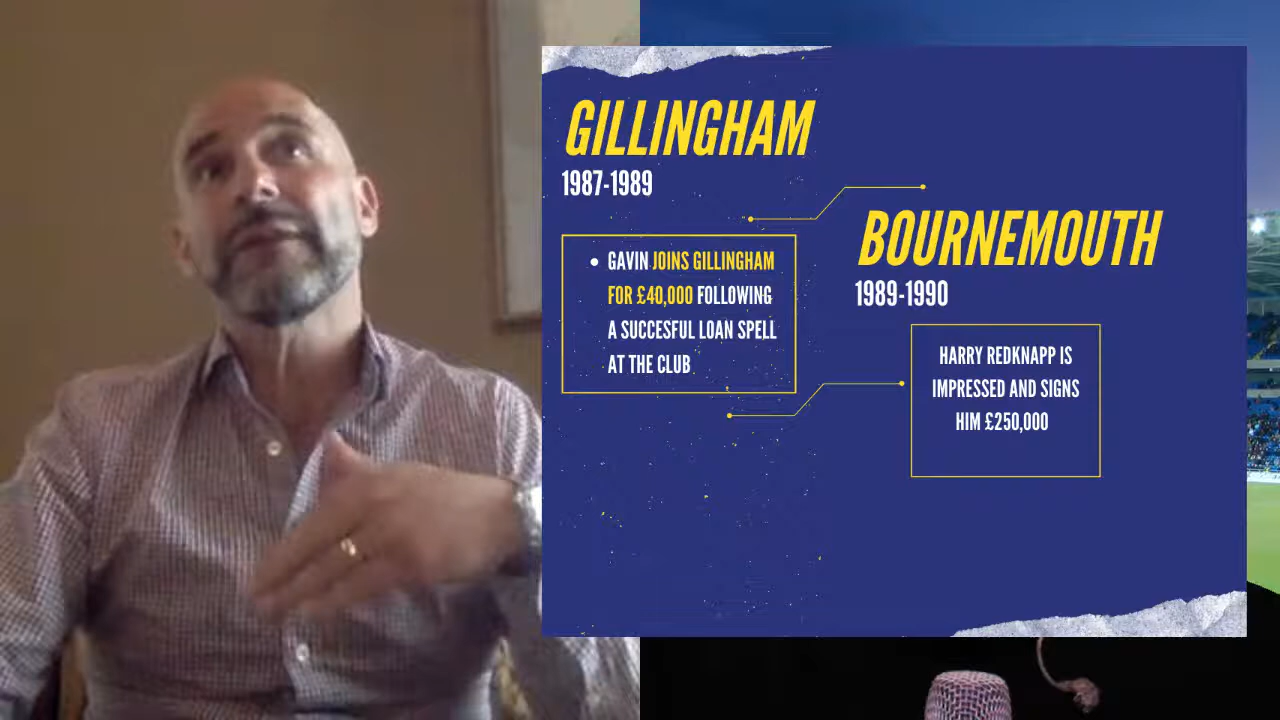 GILLINGHAM
1987-1989
• GAVIN JOINS GILLINGHAM
FOR £40,000 FOLLOWING
A SUCCESFUL LOAN SPELL
AT THE CLUB
BOURNEMOUTH
1989-1990
HARRY REDKNAPP IS
IMPRESSED AND SIGNS
HIM £250,000